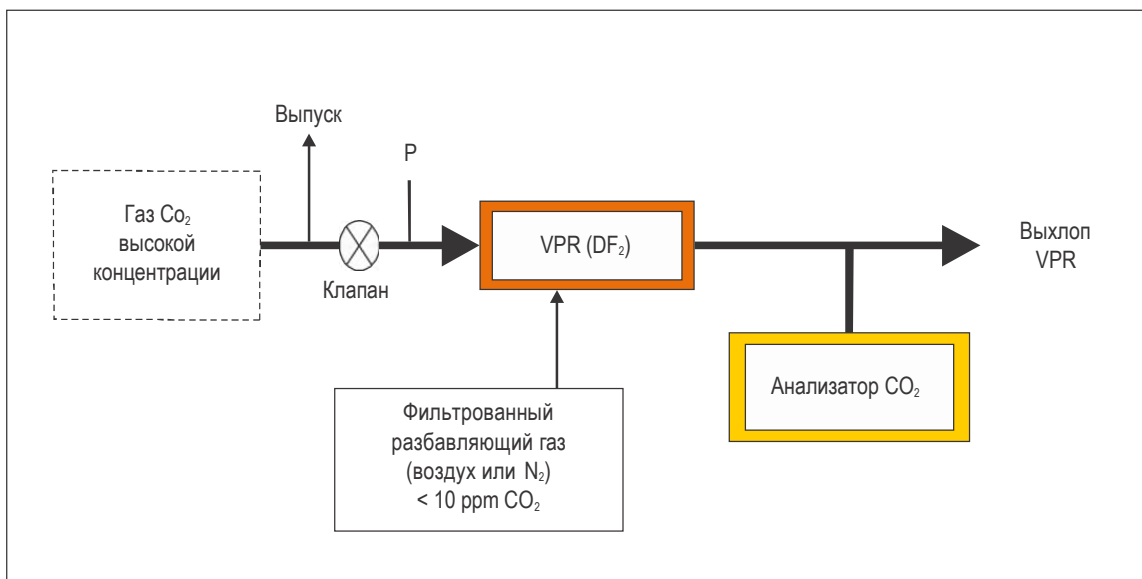 Выпуск
P
Газ Co₂
высокой
концентрации
Клапан
VPR (DF₂)
Выхлоп
VPR
Анализатор CO₂
Фильтрованный
разбавляющий газ
(воздух или N₂)
< 10 ppm CO₂